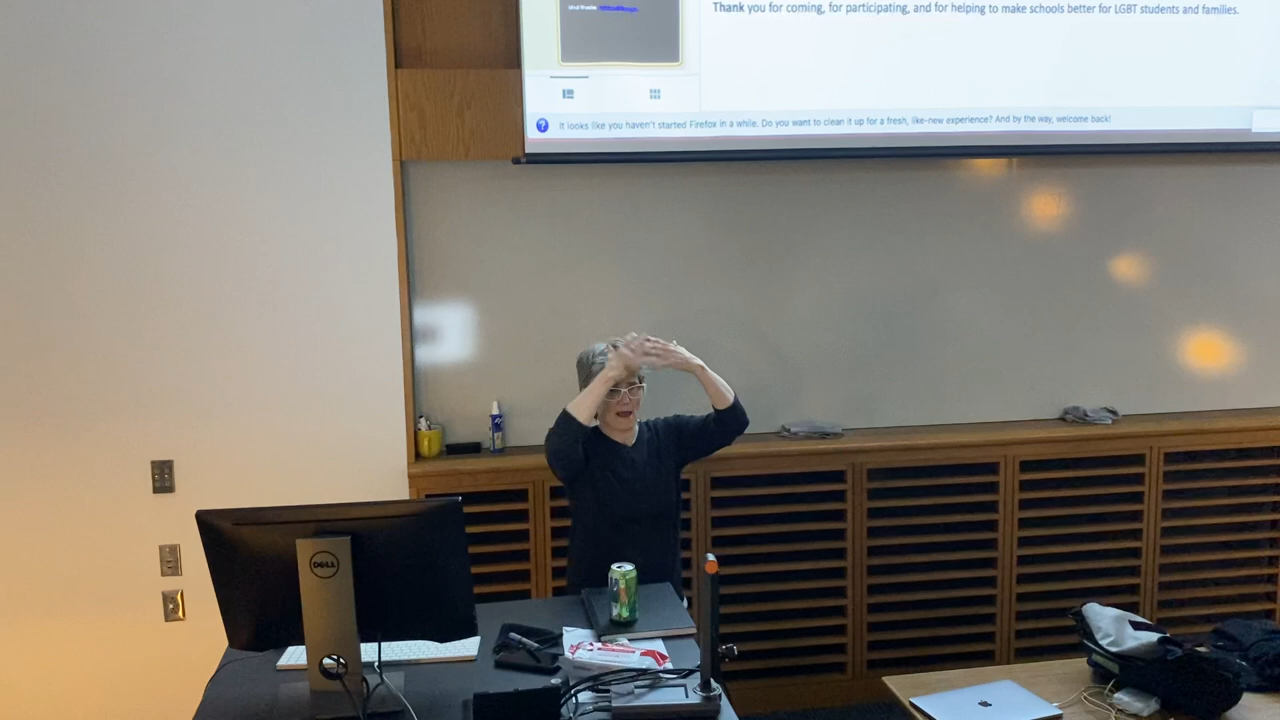 Thank you for coming, for participating, and for helping to make schools better for LGBT students and families.
It looks like you haven't started Firefox in a while. Do you want to clean it up for a fresh, like-new experience? And by the way, welcome back!
DELL